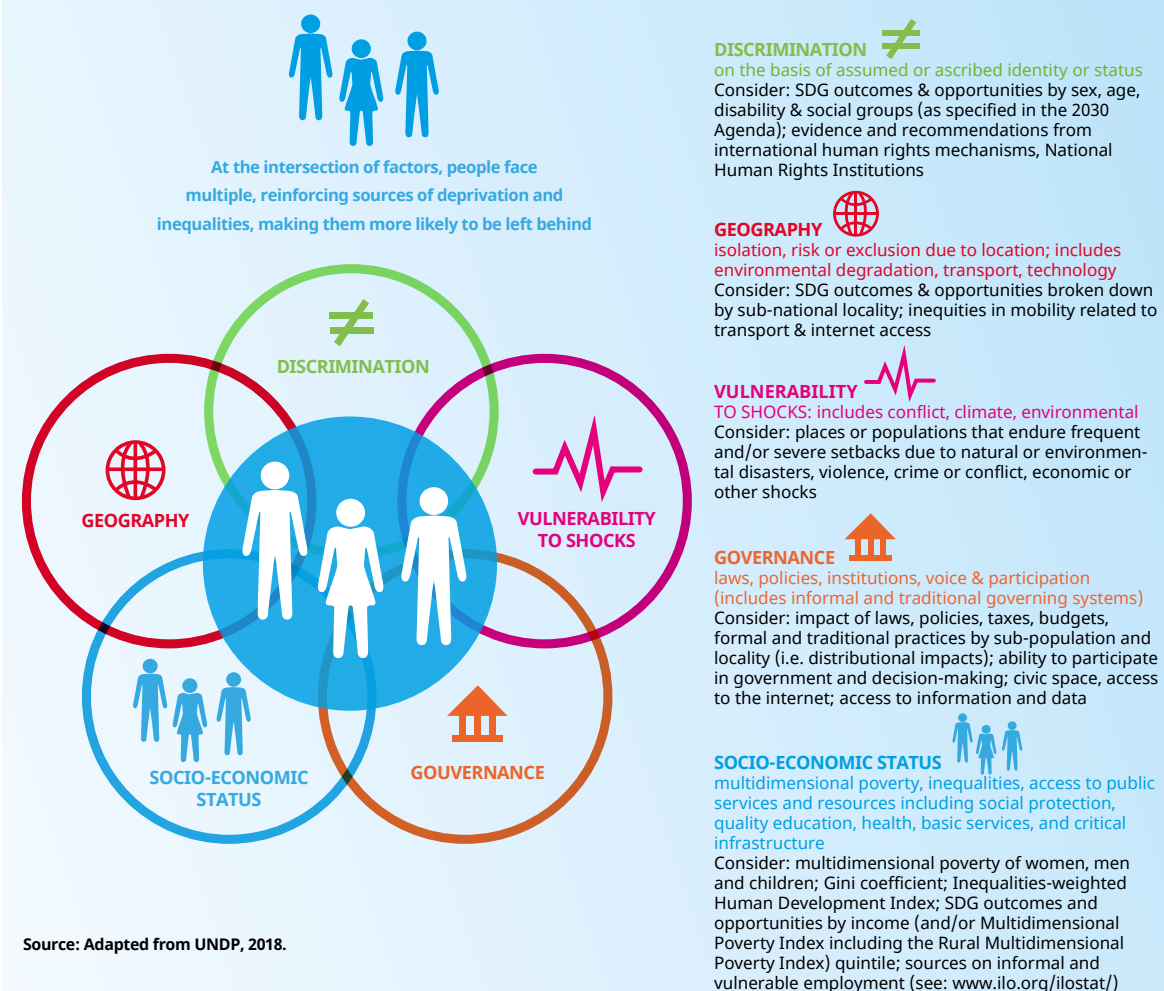 At the intersection of factors, people face
multiple, reinforcing sources of deprivation and
inequalities, making them more likely to be left behind
DISCRIMINATION
GEOGRAPHY
VULNERABILITY
TO SHOCKS
SOCIO-ECONOMIC
STATUS
GOUVERNANCE
Source: Adapted from UNDP, 2018.
DISCRIMINATION
on the basis of assumed or ascribed identity or status
Consider: SDG outcomes & opportunities by sex, age,
disability & social groups (as specified in the 2030
Agenda); evidence and recommendations from
international human rights mechanisms, National
Human Rights Institutions
GEOGRAPHY
isolation, risk or exclusion due to location; includes
environmental degradation, transport, technology
Consider: SDG outcomes & opportunities broken down
by sub-national locality; inequities in mobility related to
transport & internet access
VULNERABILITY
TO SHOCKS: includes conflict, climate, environmental
Consider: places or populations that endure frequent
and/or severe setbacks due to natural or environmen-
tal disasters, violence, crime or conflict, economic or
other shocks
GOVERNANCE
laws, policies, institutions, voice & participation
(includes informal and traditional governing systems)
Consider: impact of laws, policies, taxes, budgets,
formal and traditional practices by sub-population and
locality (i.e. distributional impacts); ability to participate
in government and decision-making; civic space, access
to the internet; access to information and data
SOCIO-ECONOMIC STATUS
multidimensional poverty, inequalities, access to public
services and resources including social protection,
quality education, health, basic services, and critical
infrastructure
Consider: multidimensional poverty of women, men
and children; Gini coefficient; Inequalities-weighted
Human Development Index; SDG outcomes and
opportunities by income (and/or Multidimensional
Poverty Index including the Rural Multidimensional
Poverty Index) quintile; sources on informal and
vulnerable employment (see: www.ilo.org/ilostat/)